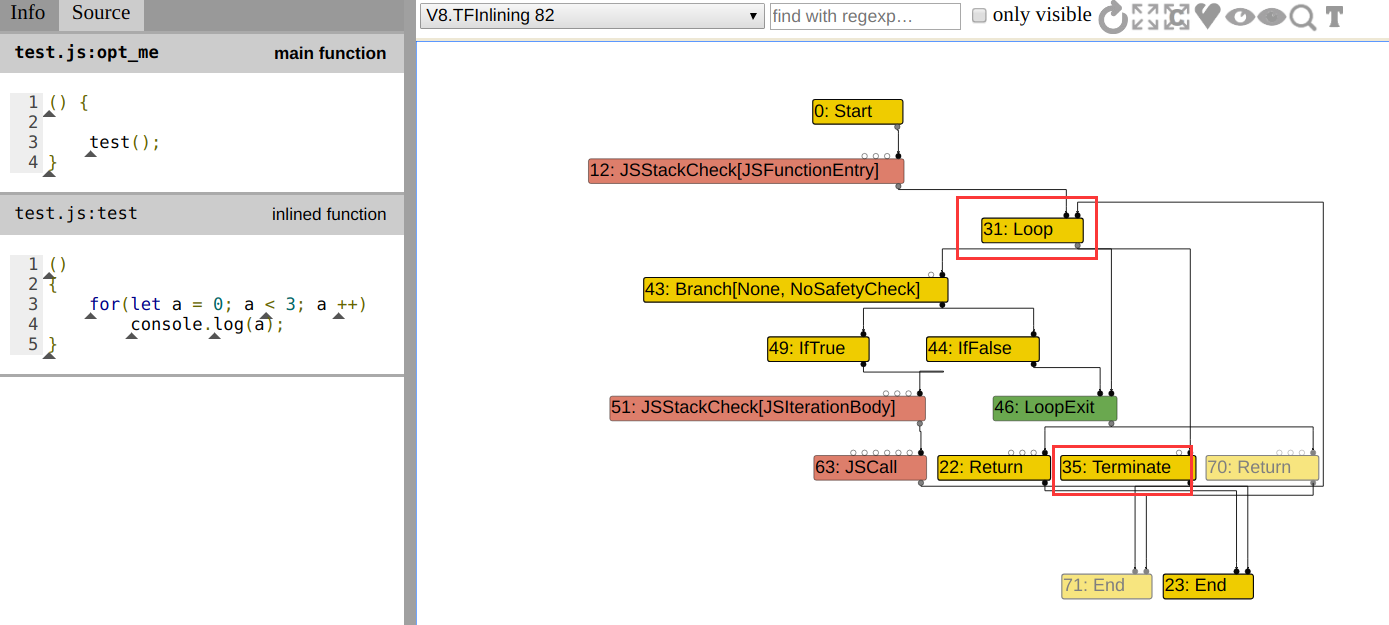 Info Source
test.js:opt_me main function
1 () {
2
3 test();
4 }
test.js:test inlined function
1 ()
2 {
3 for(let a = 0; a < 3; a ++)
4 console.log(a);
5 }
V8.TFInlining 82 find with regexp… only visible T
0: Start
12: JSStackCheck[JSFunctionEntry]
31: Loop
43: Branch[None, NoSafetyCheck]
49: IfTrue 44: IfFalse
51: JSStackCheck[JSIterationBody] 46: LoopExit
63: JSCall 22: Return 35: Terminate 70: Return
71: End 23: End